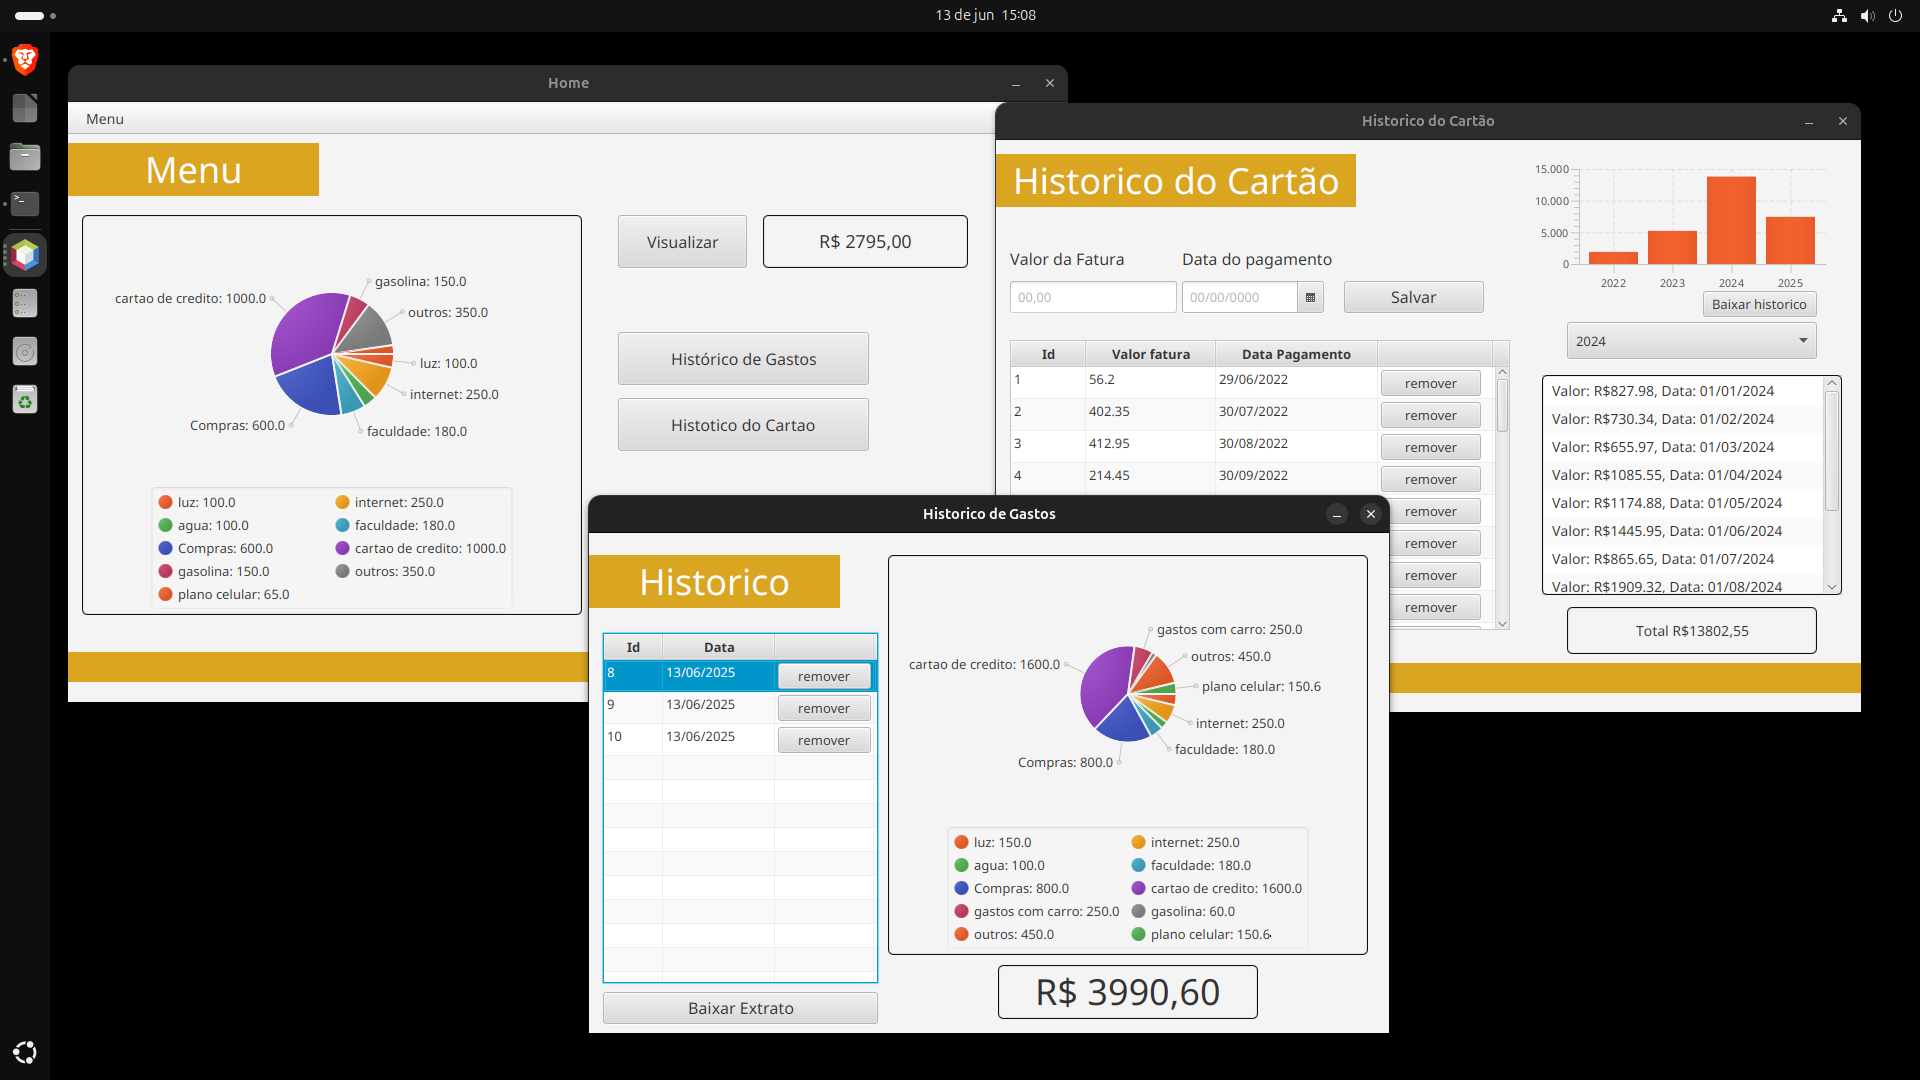 13 de jun 15:08
Home
Menu
Menu
gasolina: 150.0
cartao de credito: 1000.0
outros: 350.0
luz: 100.0
internet: 250.0
Compras: 600.0
faculdade: 180.0
luz: 100.0
internet: 250.0
agua: 100.0
faculdade: 180.0
Compras: 600.0
cartao de credito: 1000.0
gasolina: 150.0
outros: 350.0
plano celular: 65.0
Visualizar
R$ 2795,00
Histórico de Gastos
Histotico do Cartao
Historico do Cartão
Historico do Cartão
Valor da Fatura
Data do pagamento
00,00
00/00/0000
Salvar
Id Valor fatura Data Pagamento
1 56.2 29/06/2022 remover
2 402.35 30/07/2022 remover
3 412.95 30/08/2022 remover
4 214.45 30/09/2022 remover
remover
remover
remover
remover
15.000
10.000
5.000
0
2022 2023 2024 2025
Baixar historico
2024
Valor: R$827.98, Data: 01/01/2024
Valor: R$730.34, Data: 01/02/2024
Valor: R$655.97, Data: 01/03/2024
Valor: R$1085.55, Data: 01/04/2024
Valor: R$1174.88, Data: 01/05/2024
Valor: R$1445.95, Data: 01/06/2024
Valor: R$865.65, Data: 01/07/2024
Valor: R$1909.32, Data: 01/08/2024
Total R$13802,55
Historico de Gastos
Historico
Id Data
8 13/06/2025 remover
9 13/06/2025 remover
10 13/06/2025 remover
Baixar Extrato
gastos com carro: 250.0
outros: 450.0
cartao de credito: 1600.0
plano celular: 150.6
internet: 250.0
faculdade: 180.0
Compras: 800.0
luz: 150.0
internet: 250.0
agua: 100.0
faculdade: 180.0
Compras: 800.0
cartao de credito: 1600.0
gastos com carro: 250.0
gasolina: 60.0
outros: 450.0
plano celular: 150.6
R$ 3990,60